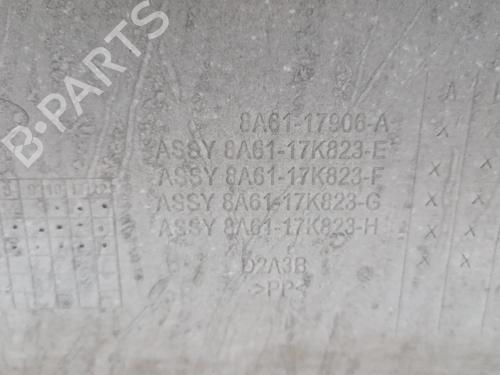 B-PARTS
8A61-17906-A
ASSY 8A61-17K823-E
ASSY 8A61-17K823-F
ASSY 8A61-17K823-G
ASSY 8A61-17K823-H
D2A3B
>PP<